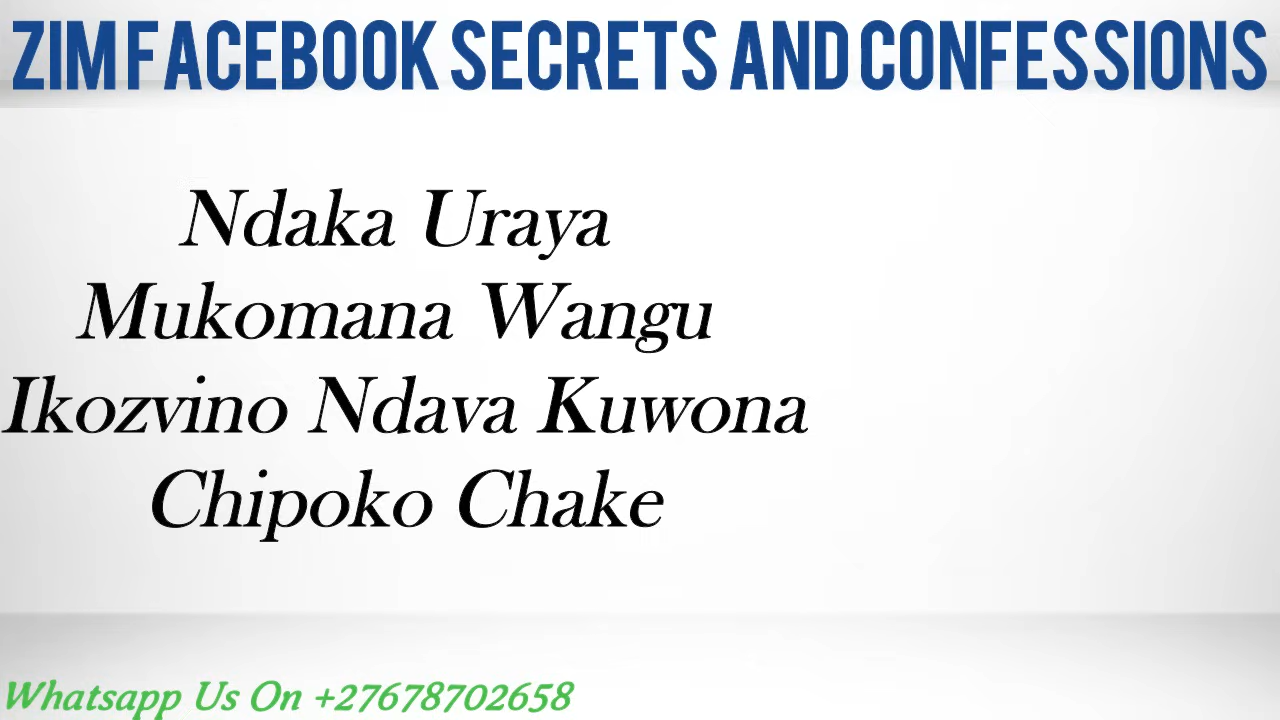 ZIM FACEBOOK SECRETS AND CONFESSIONS
Ndaka Uraya
Mukomana Wangu
Ikozvino Ndava Kuwona
Chipoko Chake
Whatsapp Us On +27678702658